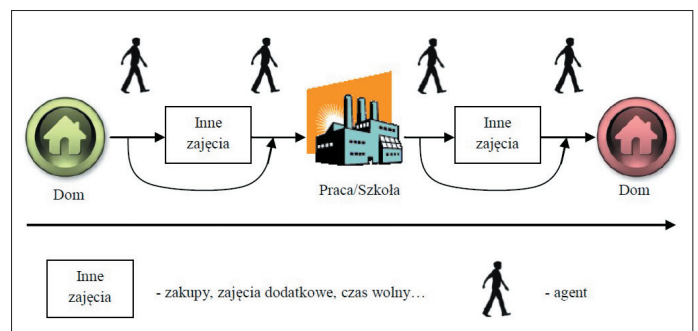 Inne
zajęcia
Inne
zajęcia
Dom
Praca/Szkoła
Dom
Inne
zajęcia
- zakupy, zajęcia dodatkowe, czas wolny…
- agent